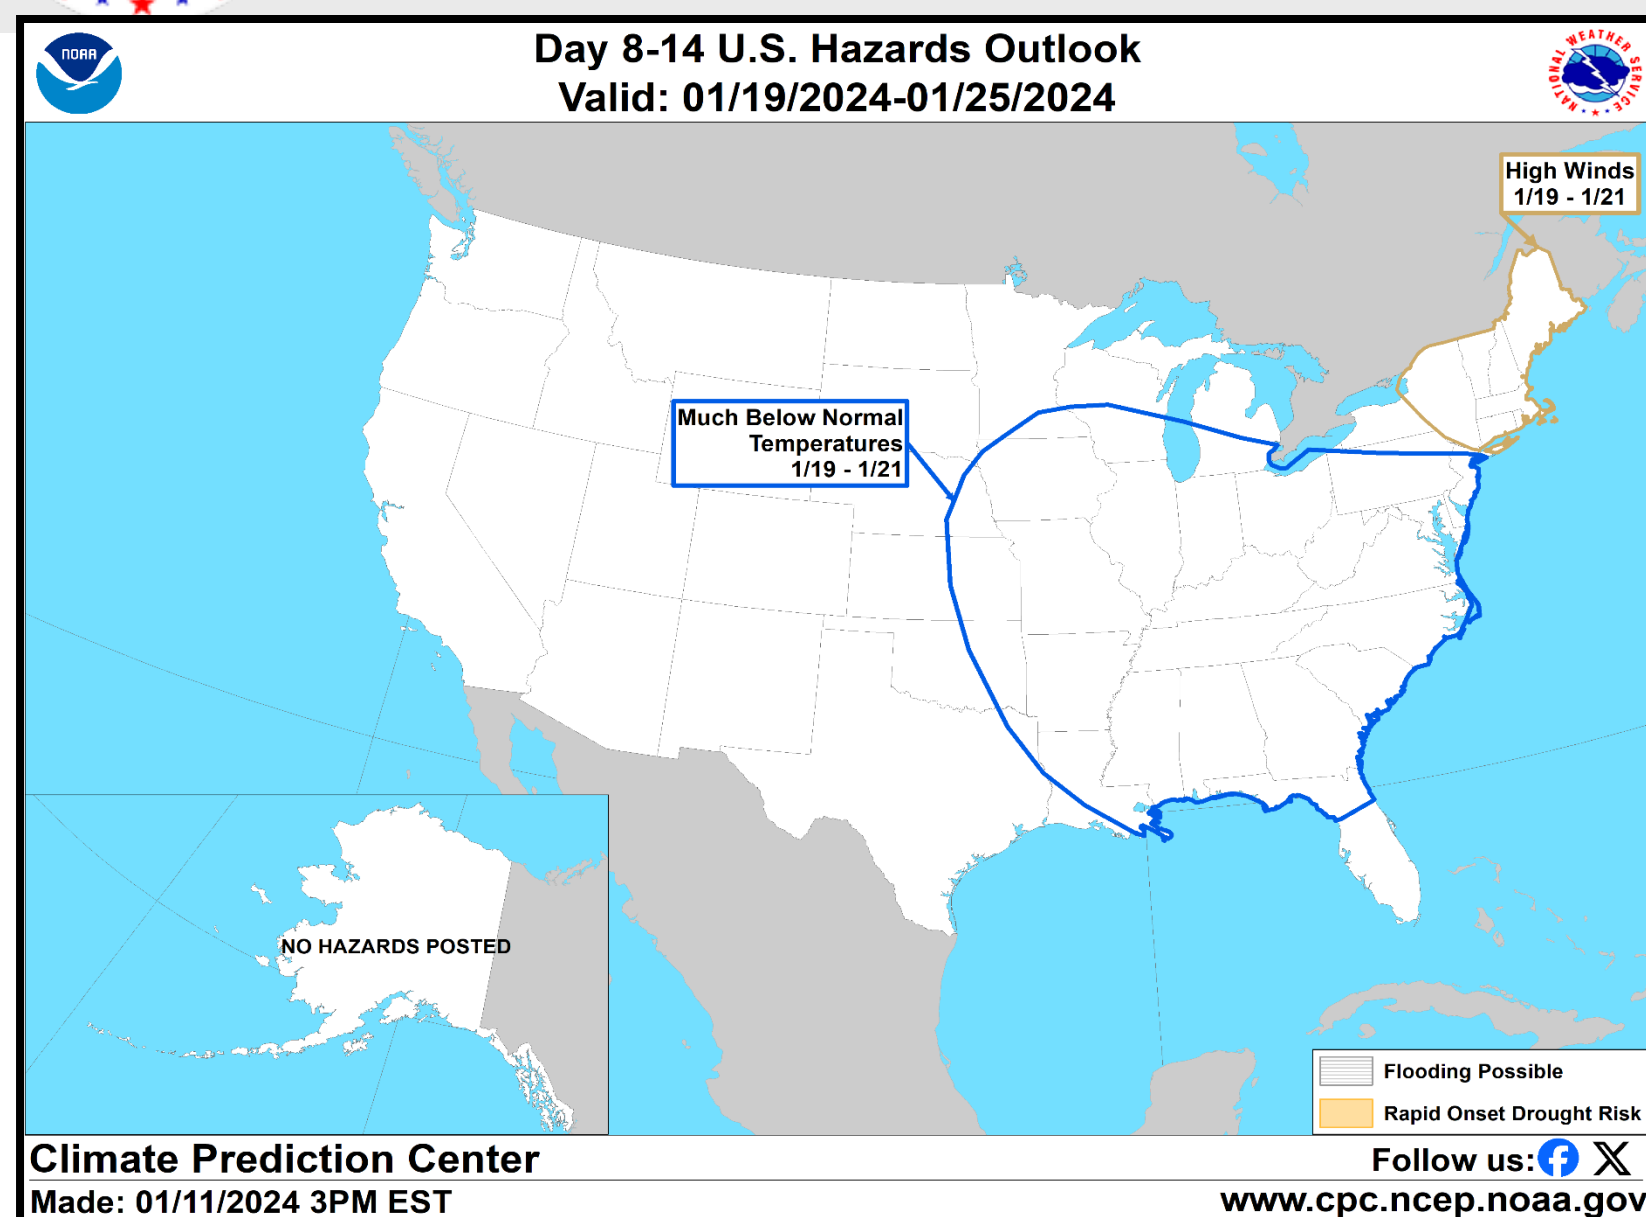 NOAA
Day 8-14 U.S. Hazards Outlook
Valid: 01/19/2024-01/25/2024
NATIONAL WEATHER SERVICE
High Winds
1/19 - 1/21
Much Below Normal
Temperatures
1/19 - 1/21
NO HAZARDS POSTED
Flooding Possible
Rapid Onset Drought Risk
Climate Prediction Center
Follow us:
Made: 01/11/2024 3PM EST
www.cpc.ncep.noaa.gov